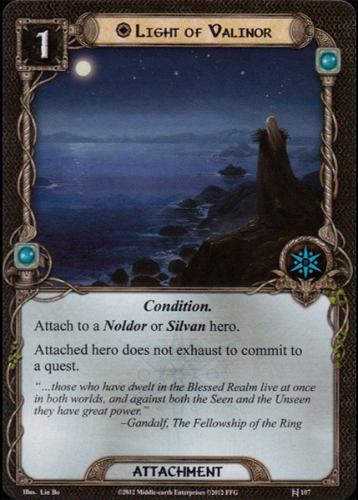 1
Light of Valinor
Condition.
Attach to a Noldor or Silvan hero.
Attached hero does not exhaust to commit to
a quest.
“...those who have dwelt in the Blessed Realm live at once
in both worlds, and against both the Seen and the Unseen
they have great power.”
–Gandalf, The Fellowship of the Ring
Attachment
Illus. Lin Bo
©2012 Middle-earth Enterprises ©2012 FFG
107